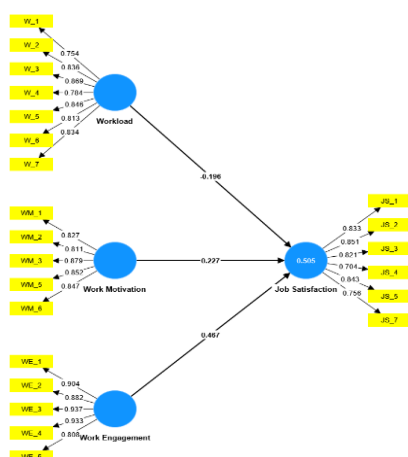 W_1
0.754
W_2
0.836
W_3
0.869
W_4
0.784
W_5
0.846
W_6
0.813
W_7
0.834
Workload
-0.196
WM_1
0.827
WM_2
0.811
WM_3
0.879
WM_5
0.852
WM_6
0.847
Work Motivation
0.227
0.505
Job Satisfaction
JS_1
0.833
JS_2
0.851
JS_3
0.821
JS_4
0.704
JS_5
0.843
JS_7
0.756
0.467
WE_1
0.904
WE_2
0.882
WE_3
0.937
WE_4
0.933
Work Engagement